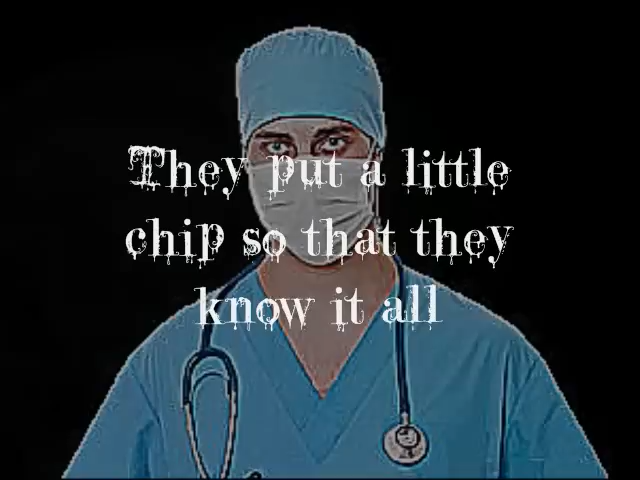 They put a little
chip so that they
know it all